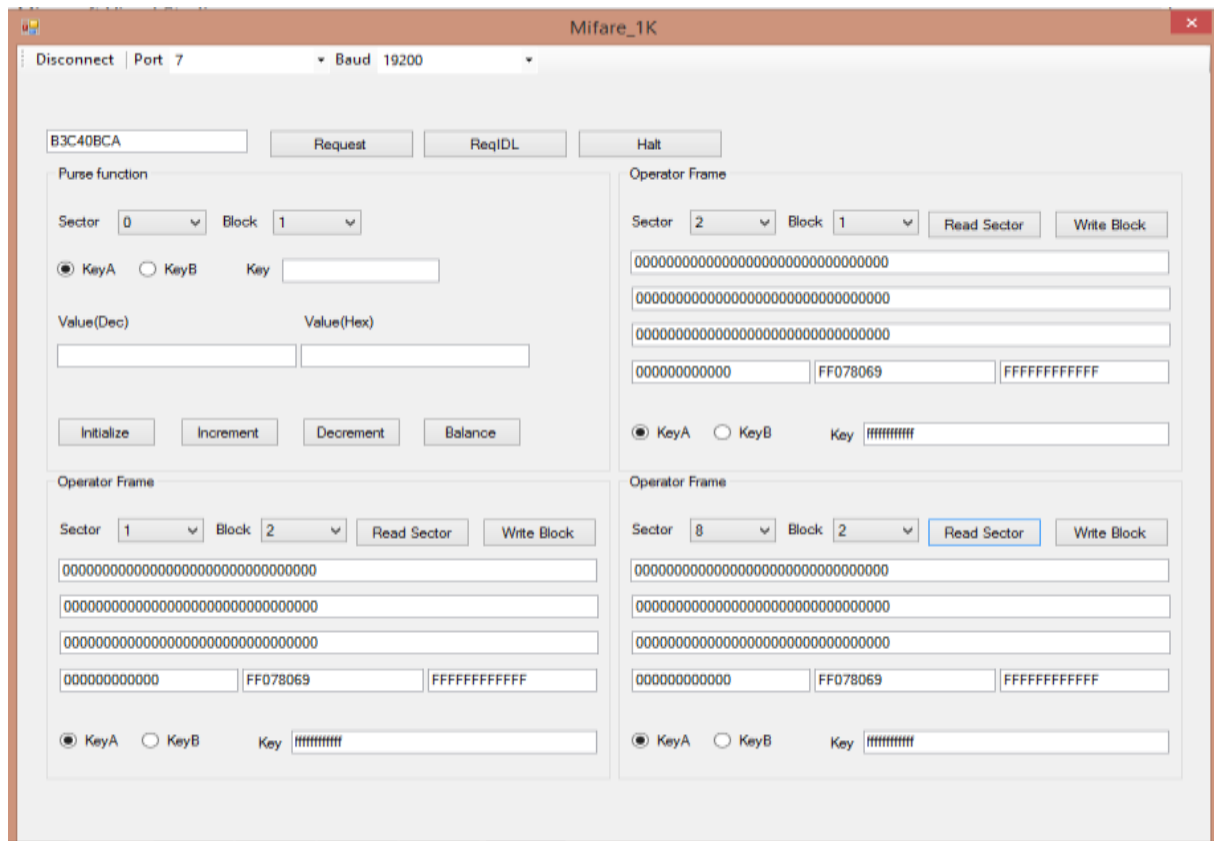 Mifare_1K
Disconnect Port 7 Baud 19200
B3C40BCA Request ReqIDL Halt
Purse function
Sector 0 Block 1
KeyA KeyB Key
Value(Dec) Value(Hex)
Initialize Increment Decrement Balance
Operator Frame
Sector 2 Block 1 Read Sector Write Block
00000000000000000000000000000000
00000000000000000000000000000000
00000000000000000000000000000000
000000000000 FF078069 FFFFFFFFFFFF
KeyA KeyB Key ffffffffffff
Operator Frame
Sector 1 Block 2 Read Sector Write Block
00000000000000000000000000000000
00000000000000000000000000000000
00000000000000000000000000000000
000000000000 FF078069 FFFFFFFFFFFF
KeyA KeyB Key ffffffffffff
Operator Frame
Sector 8 Block 2 Read Sector Write Block
00000000000000000000000000000000
00000000000000000000000000000000
00000000000000000000000000000000
000000000000 FF078069 FFFFFFFFFFFF
KeyA KeyB Key ffffffffffff